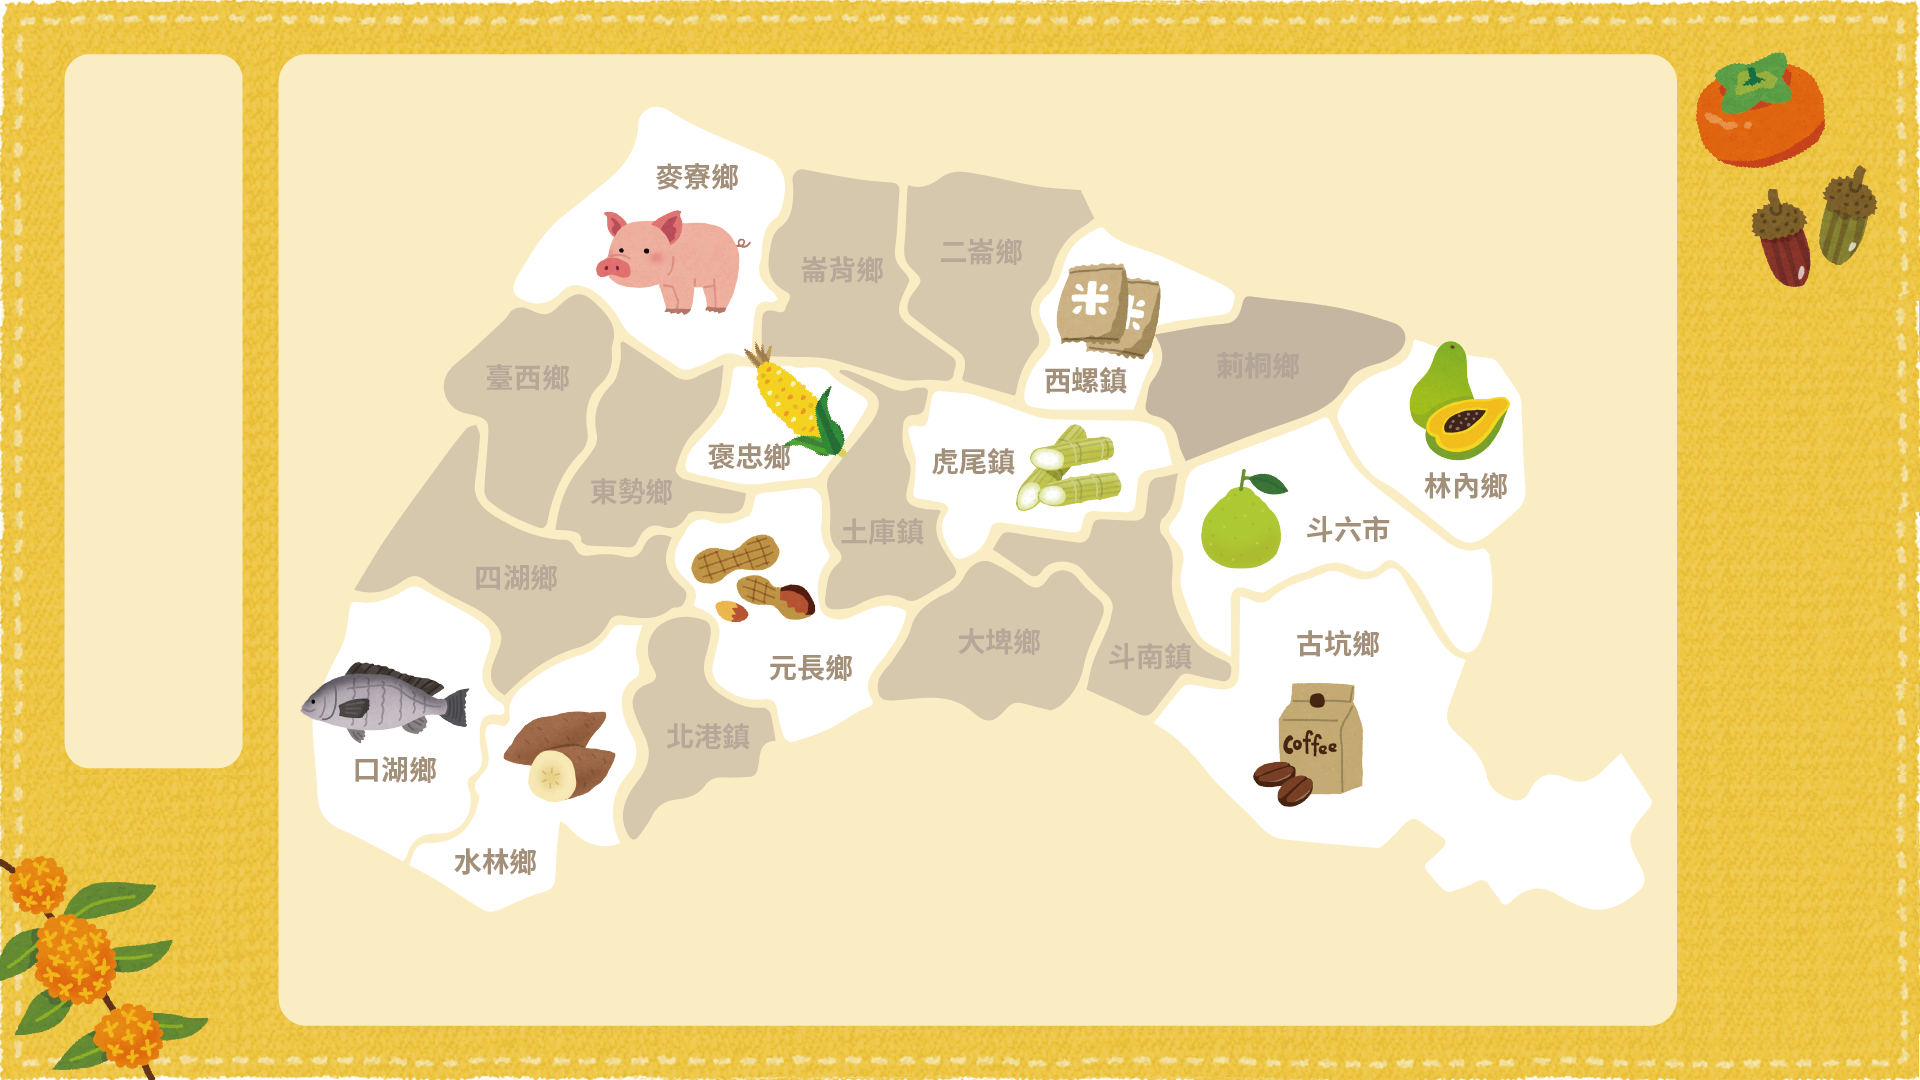 麥寮鄉
崙背鄉
二崙鄉
米
米
西螺鎮
莿桐鄉
臺西鄉
褒忠鄉
虎尾鎮
林內鄉
東勢鄉
土庫鎮
斗六市
四湖鄉
元長鄉
大埤鄉
斗南鎮
古坑鄉
北港鎮
Coffee
口湖鄉
水林鄉